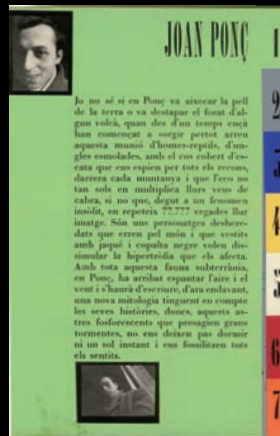 JOAN PONÇ
Jo no sé si en Ponç va aixecar la pell
de la terra o va destapar el forat d'al-
gun volcà, quan des d'un temps ençà
han començat a sorgir pertot arreu
aquesta munió d'homes-reptils, d'un-
gles esmolades, amb el cos cobert d'es-
cata que ens espien per tots els recons,
darrera cada muntanya i que l'eco no
tan sols en multiplica llurs veus de
cabra, si no que, degut a un fenomen
insòlit, en repeteix 77.777 vegades llur
imatge. Són uns personatges deshere-
dats que erren pel món i que vestits
amb jaqué i copalta negre volen dis-
simular la hipertròfia que els afecta.
Amb tota aquesta fauna subterrània,
en Ponç, ha arribat espantar l'aire i el
vent i s'haurà d'escriure, d'ara endavant,
una nova mitologia tinguent en compte
les seves històries, doncs, aquests as-
tres fosforescents que presagien grans
tormentes, no ens deixen pas dormir
ni un sol instant i ens fossilitzen tots
els sentits.
1
2
3
4
5
6
7